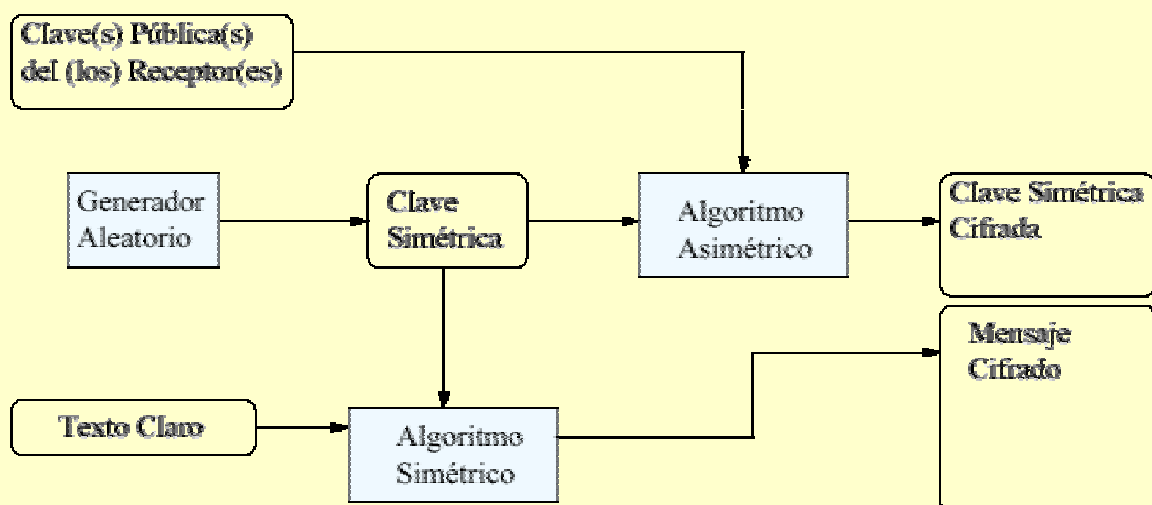 Clave(s) Pública(s)
del (los) Receptor(es)
Generador
Aleatorio
Clave
Simétrica
Algoritmo
Asimétrico
Clave Simétrica
Cifrada
Mensaje
Cifrado
Texto Claro
Algoritmo
Simétrico